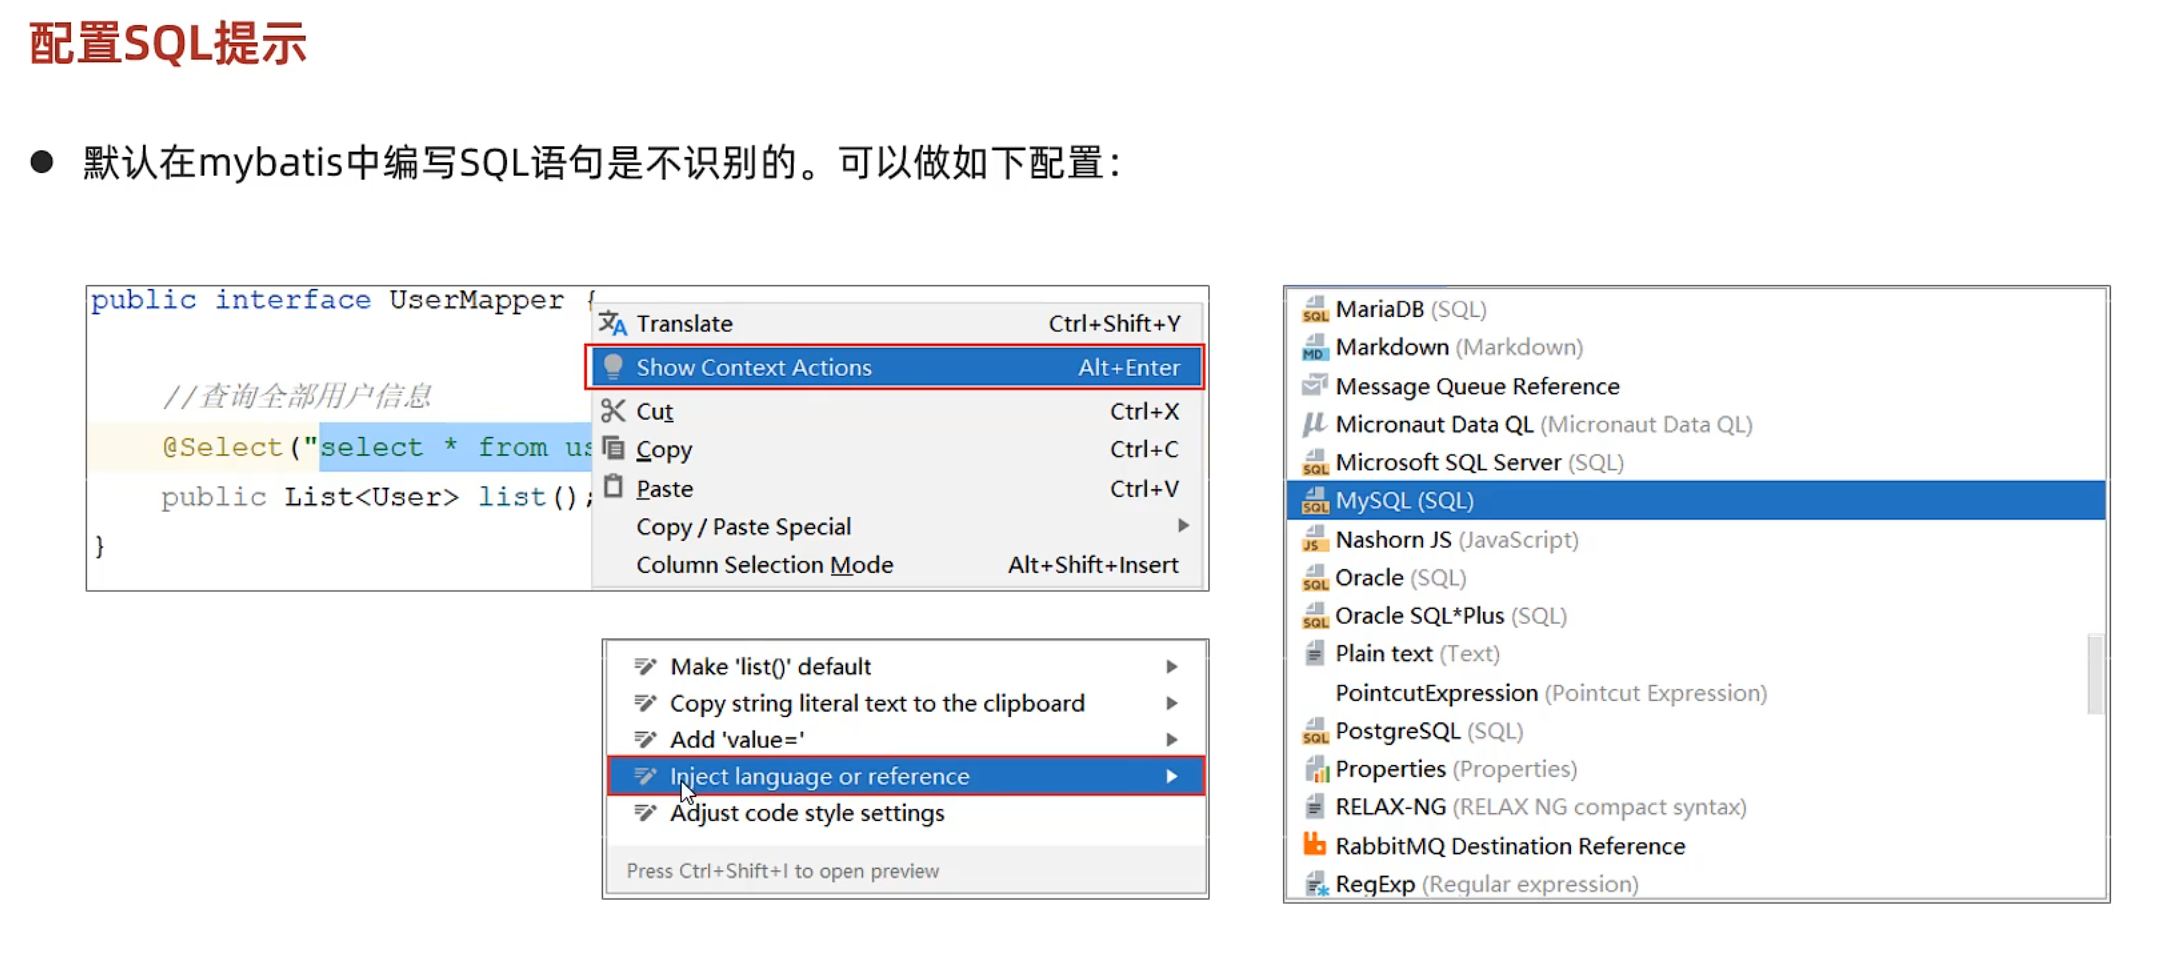 配置SQL提示
● 默认在mybatis中编写SQL语句是不识别的。可以做如下配置：
public interface UserMapper {
//查询全部用户信息
@Select("select * from us
public List<User> list();
}
Translate Ctrl+Shift+Y
Show Context Actions Alt+Enter
Cut Ctrl+X
Copy Ctrl+C
Paste Ctrl+V
Copy / Paste Special
Column Selection Mode Alt+Shift+Insert
Make 'list()' default
Copy string literal text to the clipboard
Add 'value='
Inject language or reference
Adjust code style settings
Press Ctrl+Shift+I to open preview
MariaDB (SQL)
Markdown (Markdown)
Message Queue Reference
Micronaut Data QL (Micronaut Data QL)
Microsoft SQL Server (SQL)
MySQL (SQL)
Nashorn JS (JavaScript)
Oracle (SQL)
Oracle SQL*Plus (SQL)
Plain text (Text)
PointcutExpression (Pointcut Expression)
PostgreSQL (SQL)
Properties (Properties)
RELAX-NG (RELAX NG compact syntax)
RabbitMQ Destination Reference
RegExp (Regular expression)